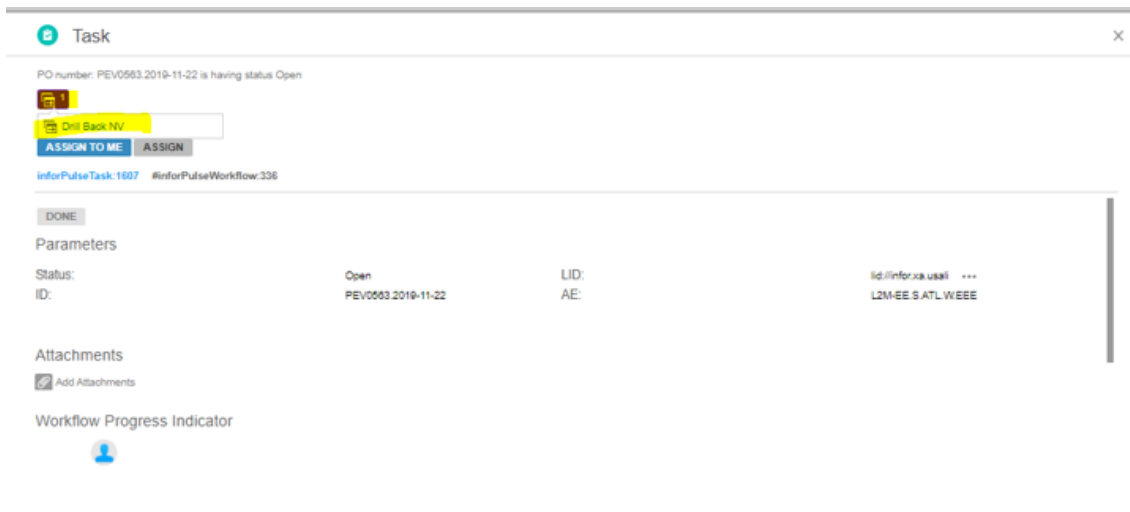 Task
PO number: PEV0563.2019-11-22 is having status Open
1
Drill Back NV
ASSIGN TO ME ASSIGN
inforPulseTask:1607 #inforPulseWorkflow:336
DONE
Parameters
Status: Open LID: lid://infor.xa.usali ...
ID: PEV0563.2019-11-22 AE: L2M-EE.S.ATL.W.EEE
Attachments
Add Attachments
Workflow Progress Indicator